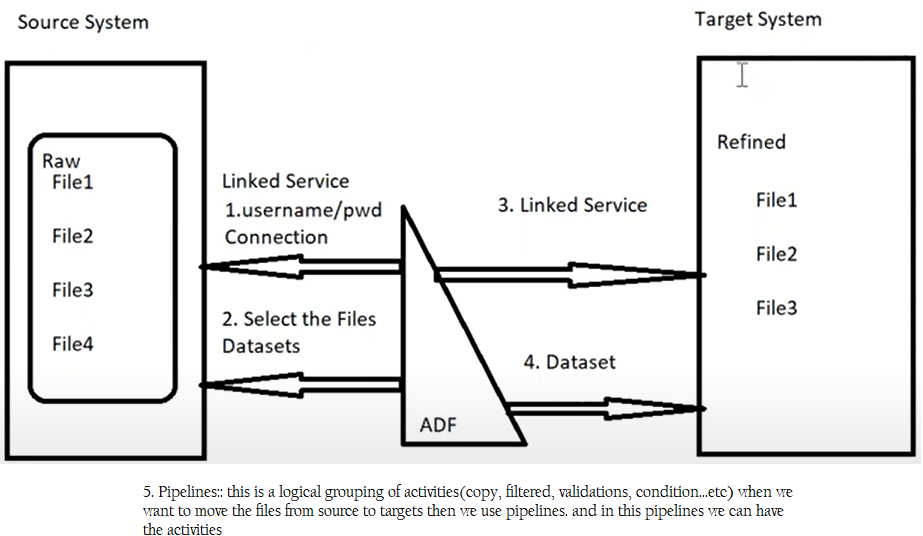 Source System
Target System
Raw
File1
File2
File3
File4
Linked Service
1.username/pwd
Connection
2. Select the Files
Datasets
ADF
3. Linked Service
4. Dataset
Refined
File1
File2
File3
5. Pipelines:: this is a logical grouping of activities(copy, filtered, validations, condition...etc) when we
want to move the files from source to targets then we use pipelines. and in this pipelines we can have
the activities